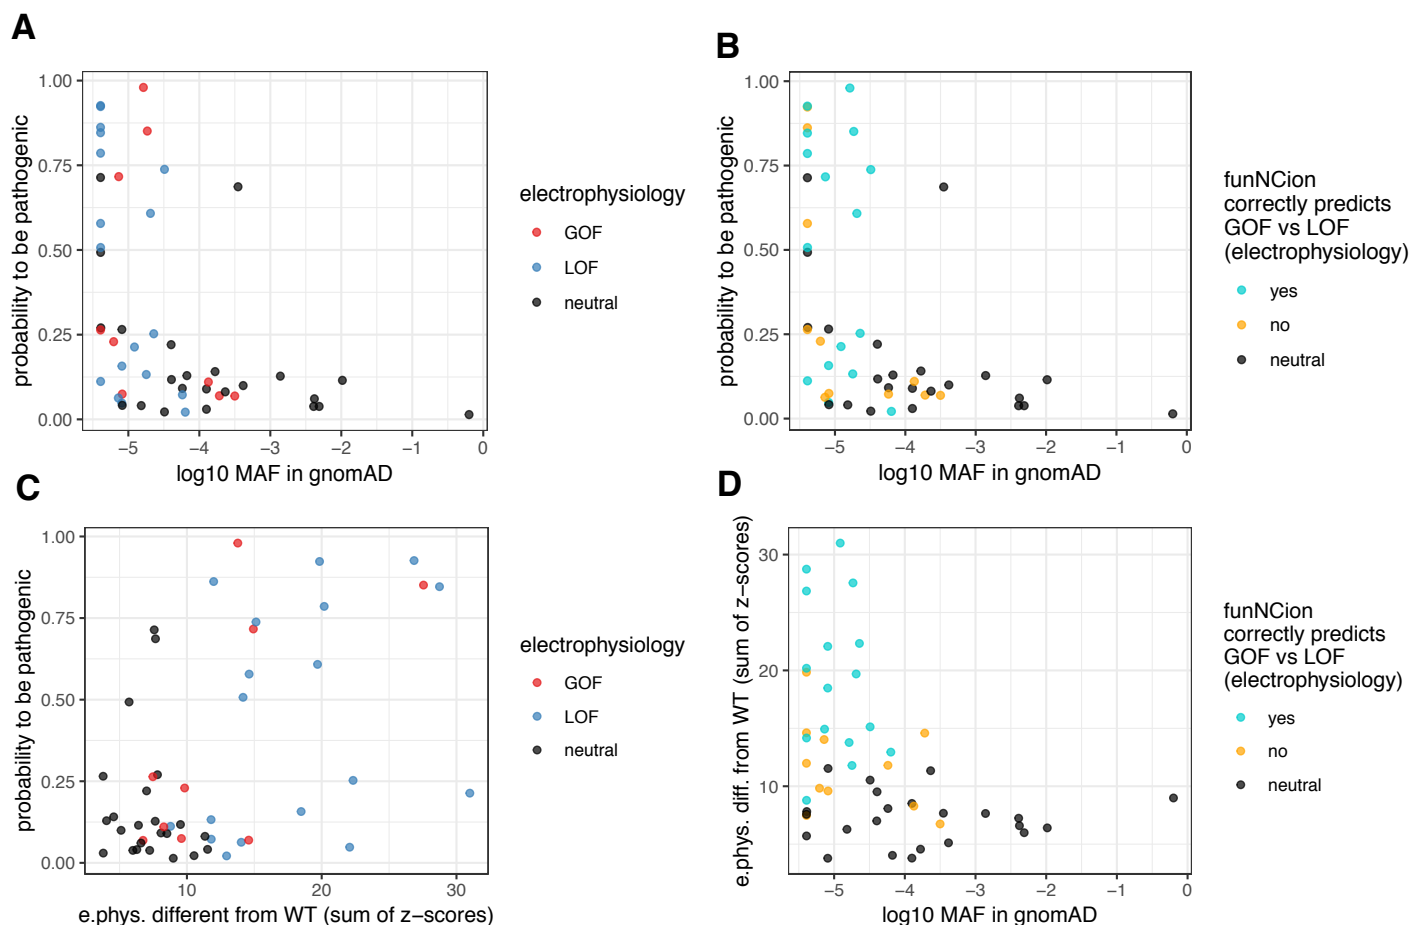 A
1.00
0.75
0.50
0.25
0.00
probability to be pathogenic
−5 −4 −3 −2 −1 0
log10 MAF in gnomAD
electrophysiology
GOF
LOF
neutral
B
1.00
0.75
0.50
0.25
0.00
probability to be pathogenic
−5 −4 −3 −2 −1 0
log10 MAF in gnomAD
funNCion
correctly predicts
GOF vs LOF
(electrophysiology)
yes
no
neutral
C
1.00
0.75
0.50
0.25
0.00
probability to be pathogenic
10 20 30
e.phys. different from WT (sum of z−scores)
electrophysiology
GOF
LOF
neutral
D
30
20
10
e.phys. diff. from WT (sum of z−scores)
−5 −4 −3 −2 −1 0
log10 MAF in gnomAD
funNCion
correctly predicts
GOF vs LOF
(electrophysiology)
yes
no
neutral